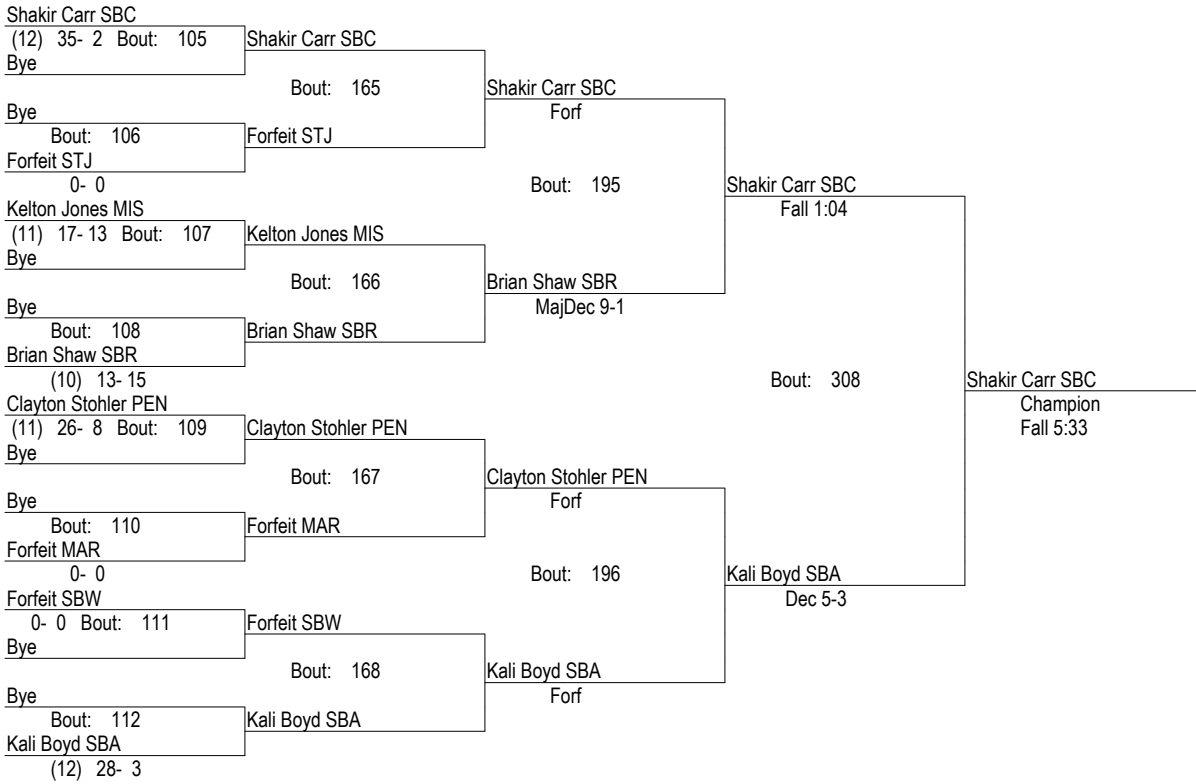 Shakir Carr SBC
(12) 35- 2 Bout: 105 Shakir Carr SBC
Bye
Bout: 165 Shakir Carr SBC
Bye Forf
Bout: 106 Forfeit STJ
Forfeit STJ
0- 0 Bout: 195 Shakir Carr SBC
Kelton Jones MIS Fall 1:04
(11) 17- 13 Bout: 107 Kelton Jones MIS
Bye
Bout: 166 Brian Shaw SBR
Bye MajDec 9-1
Bout: 108 Brian Shaw SBR
Brian Shaw SBR
(10) 13- 15 Bout: 308 Shakir Carr SBC
Clayton Stohler PEN Champion
(11) 26- 8 Bout: 109 Clayton Stohler PEN Fall 5:33
Bye
Bout: 167 Clayton Stohler PEN
Bye Forf
Bout: 110 Forfeit MAR
Forfeit MAR
0- 0 Bout: 196 Kali Boyd SBA
Forfeit SBW Dec 5-3
0- 0 Bout: 111 Forfeit SBW
Bye
Bout: 168 Kali Boyd SBA
Bye Forf
Bout: 112 Kali Boyd SBA
Kali Boyd SBA
(12) 28- 3